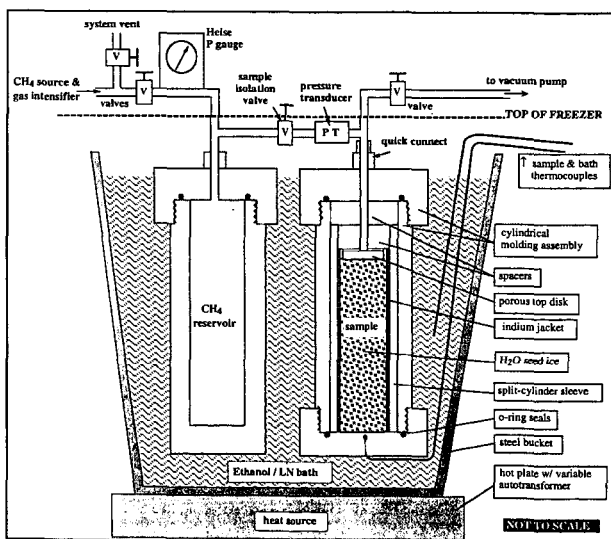 system vent
Heise
P gauge
V
CH4 source &
gas intensifier
V
valves
sample
isolation
valve
pressure
transducer
V
P T
V
valve
to vacuum pump
TOP OF FREEZER
quick connect
↑ sample & bath
thermocouples
cylindrical
molding assembly
spacers
porous top disk
indium jacket
H2O seed ice
split-cylinder sleeve
o-ring seals
steel bucket
hot plate w/ variable
autotransformer
CH4
reservoir
sample
Ethanol / LN bath
heat source
NOT TO SCALE